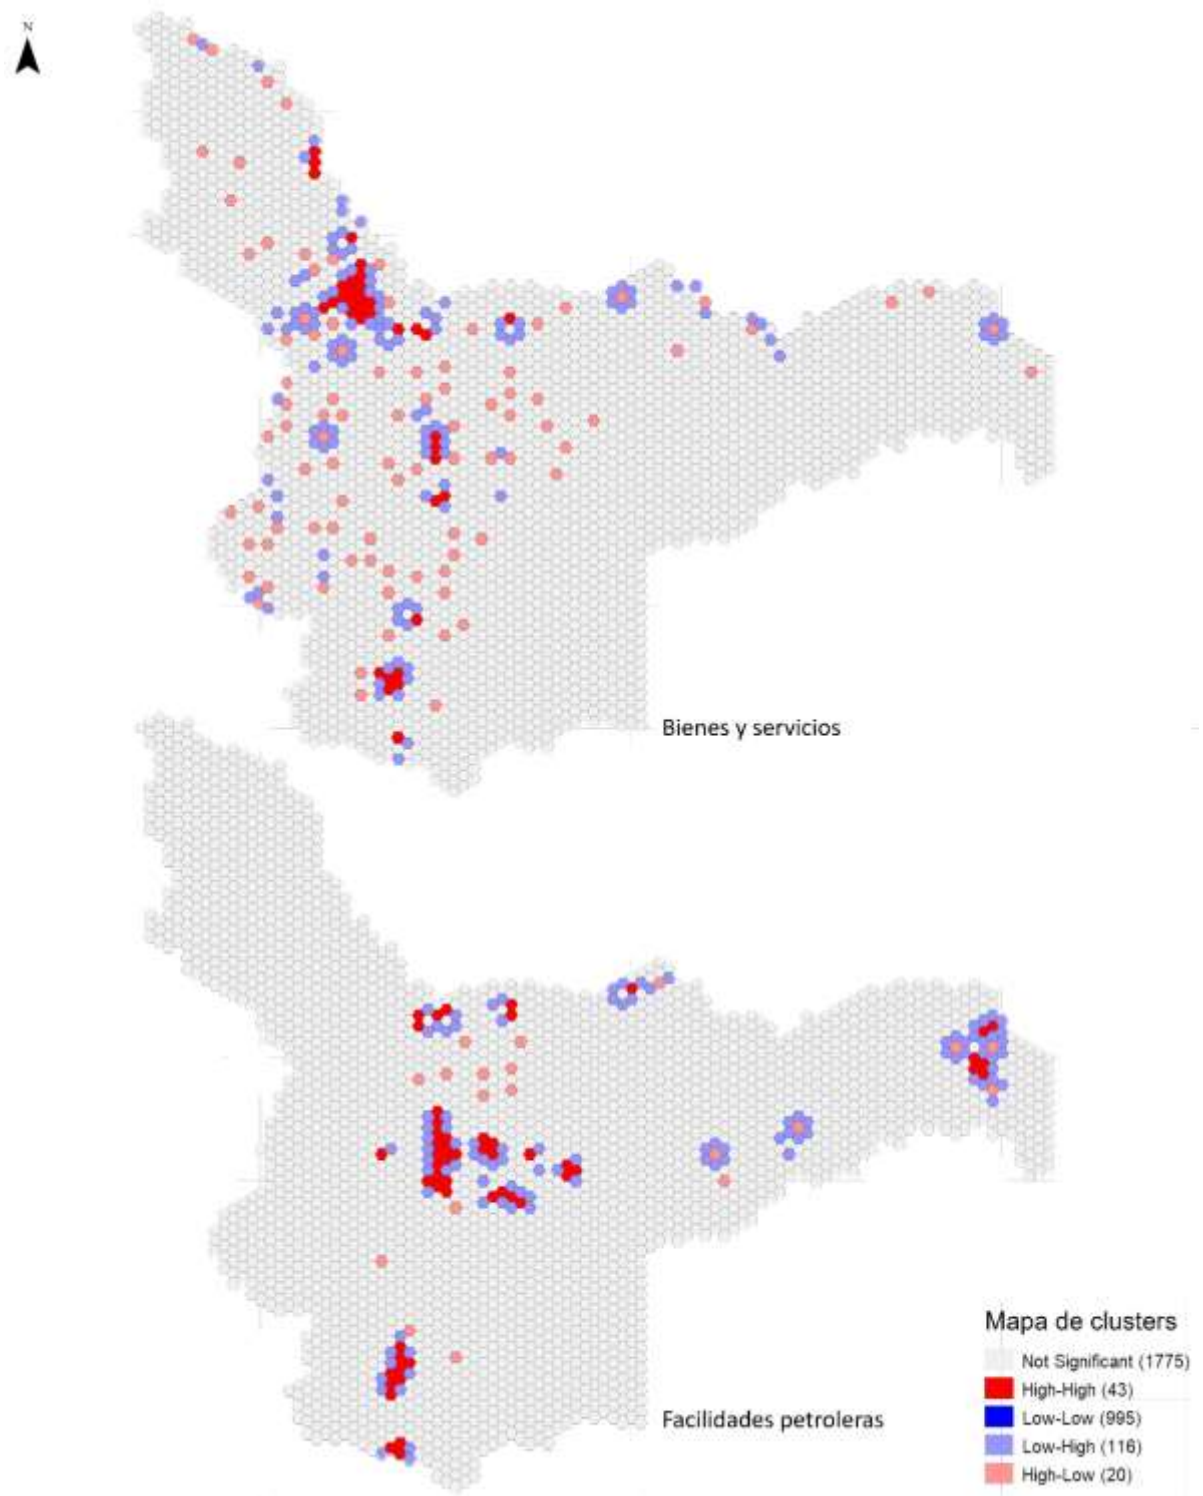 N
Bienes y servicios
Facilidades petroleras
Mapa de clusters
Not Significant (1775)
High-High (43)
Low-Low (995)
Low-High (116)
High-Low (20)